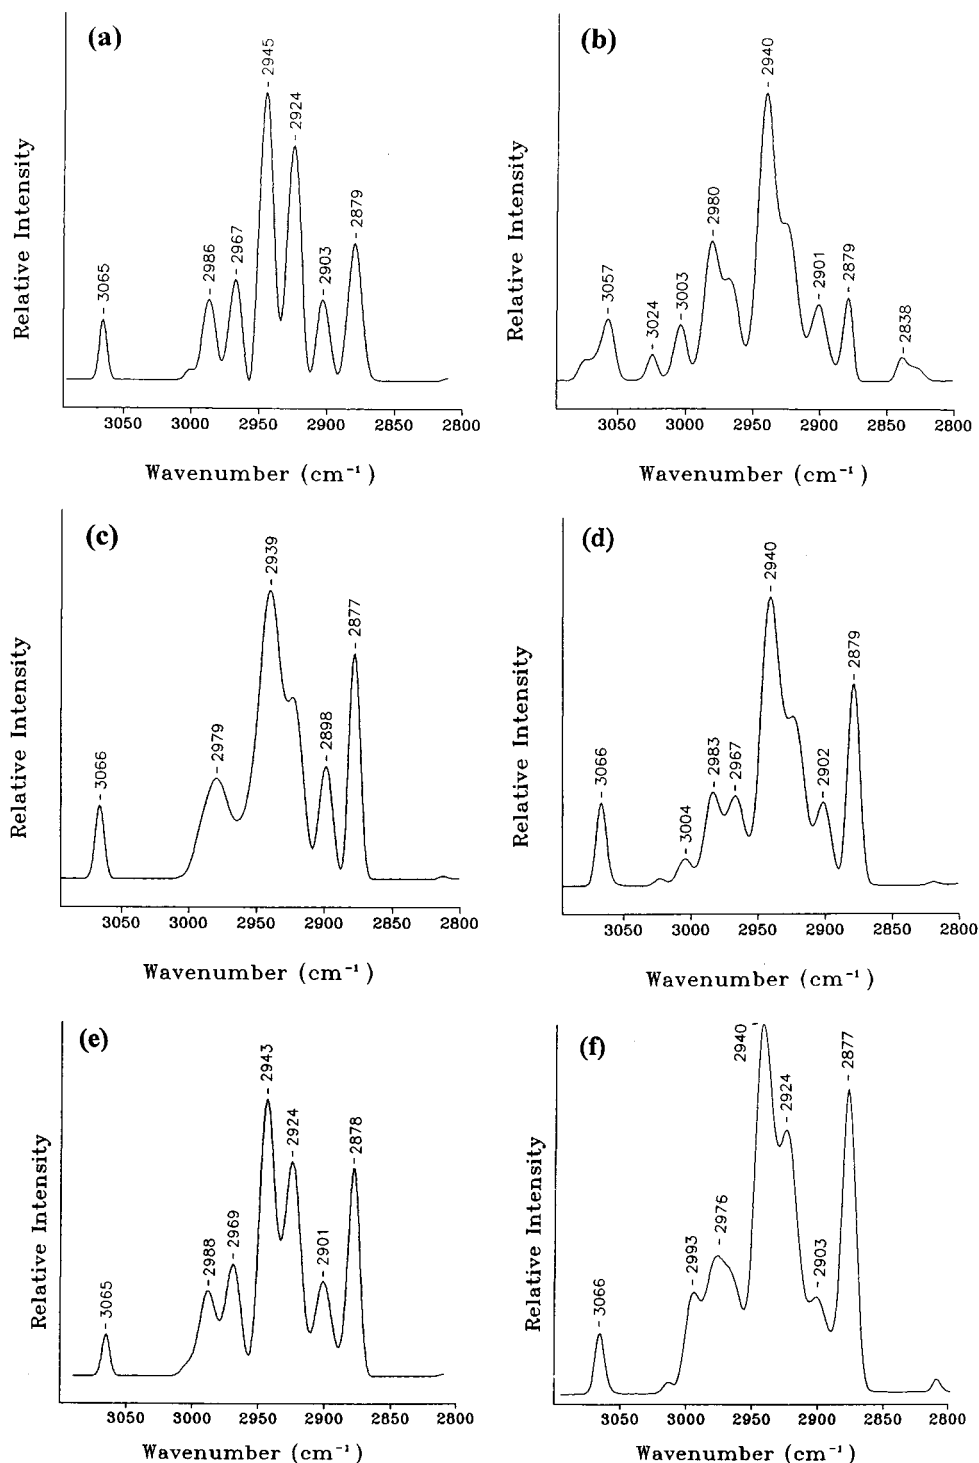 (a)
- 2945
- 2924
- 2879
- 2967
- 2986
- 2903
- 3065
Relative Intensity
3050 3000 2950 2900 2850 2800
Wavenumber (cm⁻¹)
(b)
- 2940
- 2980
- 3057
- 3003
- 3024
- 2901
- 2879
- 2838
Relative Intensity
3050 3000 2950 2900 2850 2800
Wavenumber (cm⁻¹)
(c)
- 2939
- 2877
- 2979
- 2898
- 3066
Relative Intensity
3050 3000 2950 2900 2850 2800
Wavenumber (cm⁻¹)
(d)
- 2940
- 2879
- 2983
- 2967
- 2902
- 3066
- 3004
Relative Intensity
3050 3000 2950 2900 2850 2800
Wavenumber (cm⁻¹)
(e)
- 2943
- 2924
- 2878
- 2969
- 2988
- 2901
- 3065
Relative Intensity
3050 3000 2950 2900 2850 2800
Wavenumber (cm⁻¹)
(f)
2940
- 2924
- 2877
- 2993
- 2976
- 2903
- 3066
Relative Intensity
3050 3000 2950 2900 2850 2800
Wavenumber (cm⁻¹)